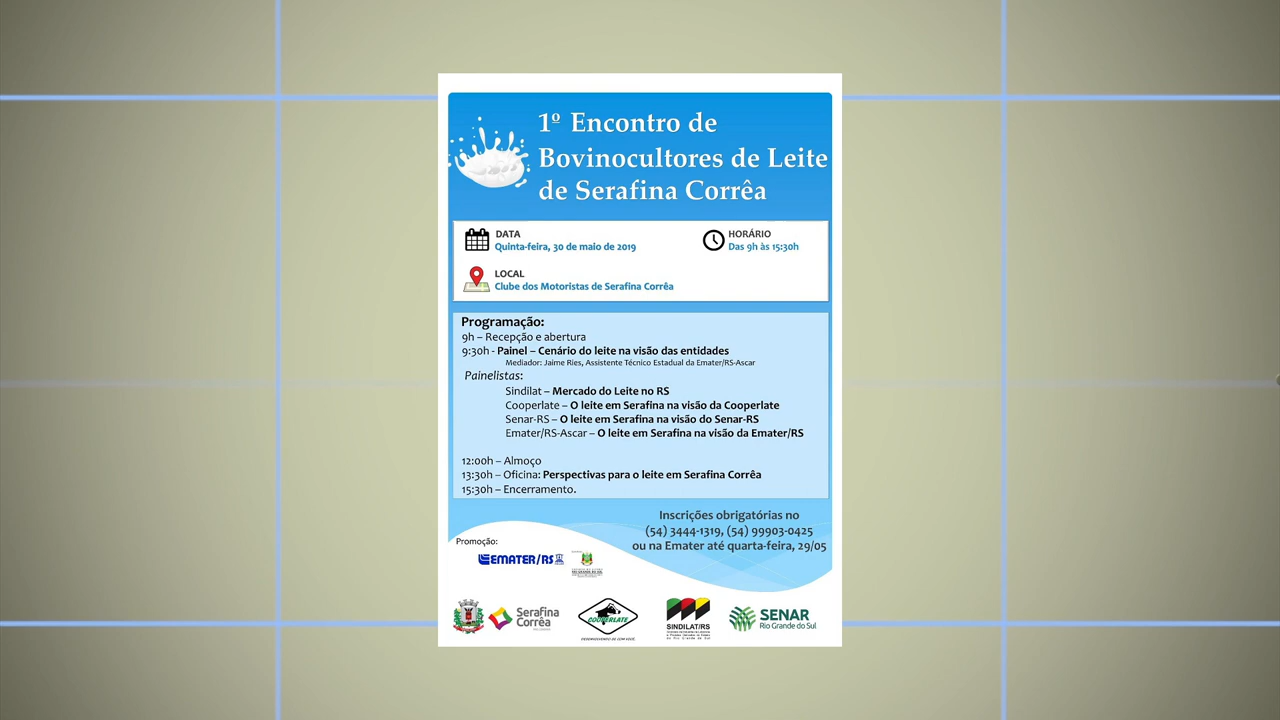 1º Encontro de
Bovinocultores de Leite
de Serafina Corrêa
DATA
Quinta-feira, 30 de maio de 2019
HORÁRIO
Das 9h às 15:30h
LOCAL
Clube dos Motoristas de Serafina Corrêa
Programação:
9h – Recepção e abertura
9:30h - Painel – Cenário do leite na visão das entidades
Mediador: Jaime Ries, Assistente Técnico Estadual da Emater/RS-Ascar
Painelistas:
Sindilat – Mercado do Leite no RS
Cooperlate – O leite em Serafina na visão da Cooperlate
Senar-RS – O leite em Serafina na visão do Senar-RS
Emater/RS-Ascar – O leite em Serafina na visão da Emater/RS
12:00h – Almoço
13:30h – Oficina: Perspectivas para o leite em Serafina Corrêa
15:30h – Encerramento.
Inscrições obrigatórias no
(54) 3444-1319, (54) 99903-0425
ou na Emater até quarta-feira, 29/05
Promoção:
EMATER/RS
Serafina
Corrêa
COOPERLATE
DESENVOLVENDO-SE COM VOCÊ.
SINDILAT/RS
SENAR
Rio Grande do Sul